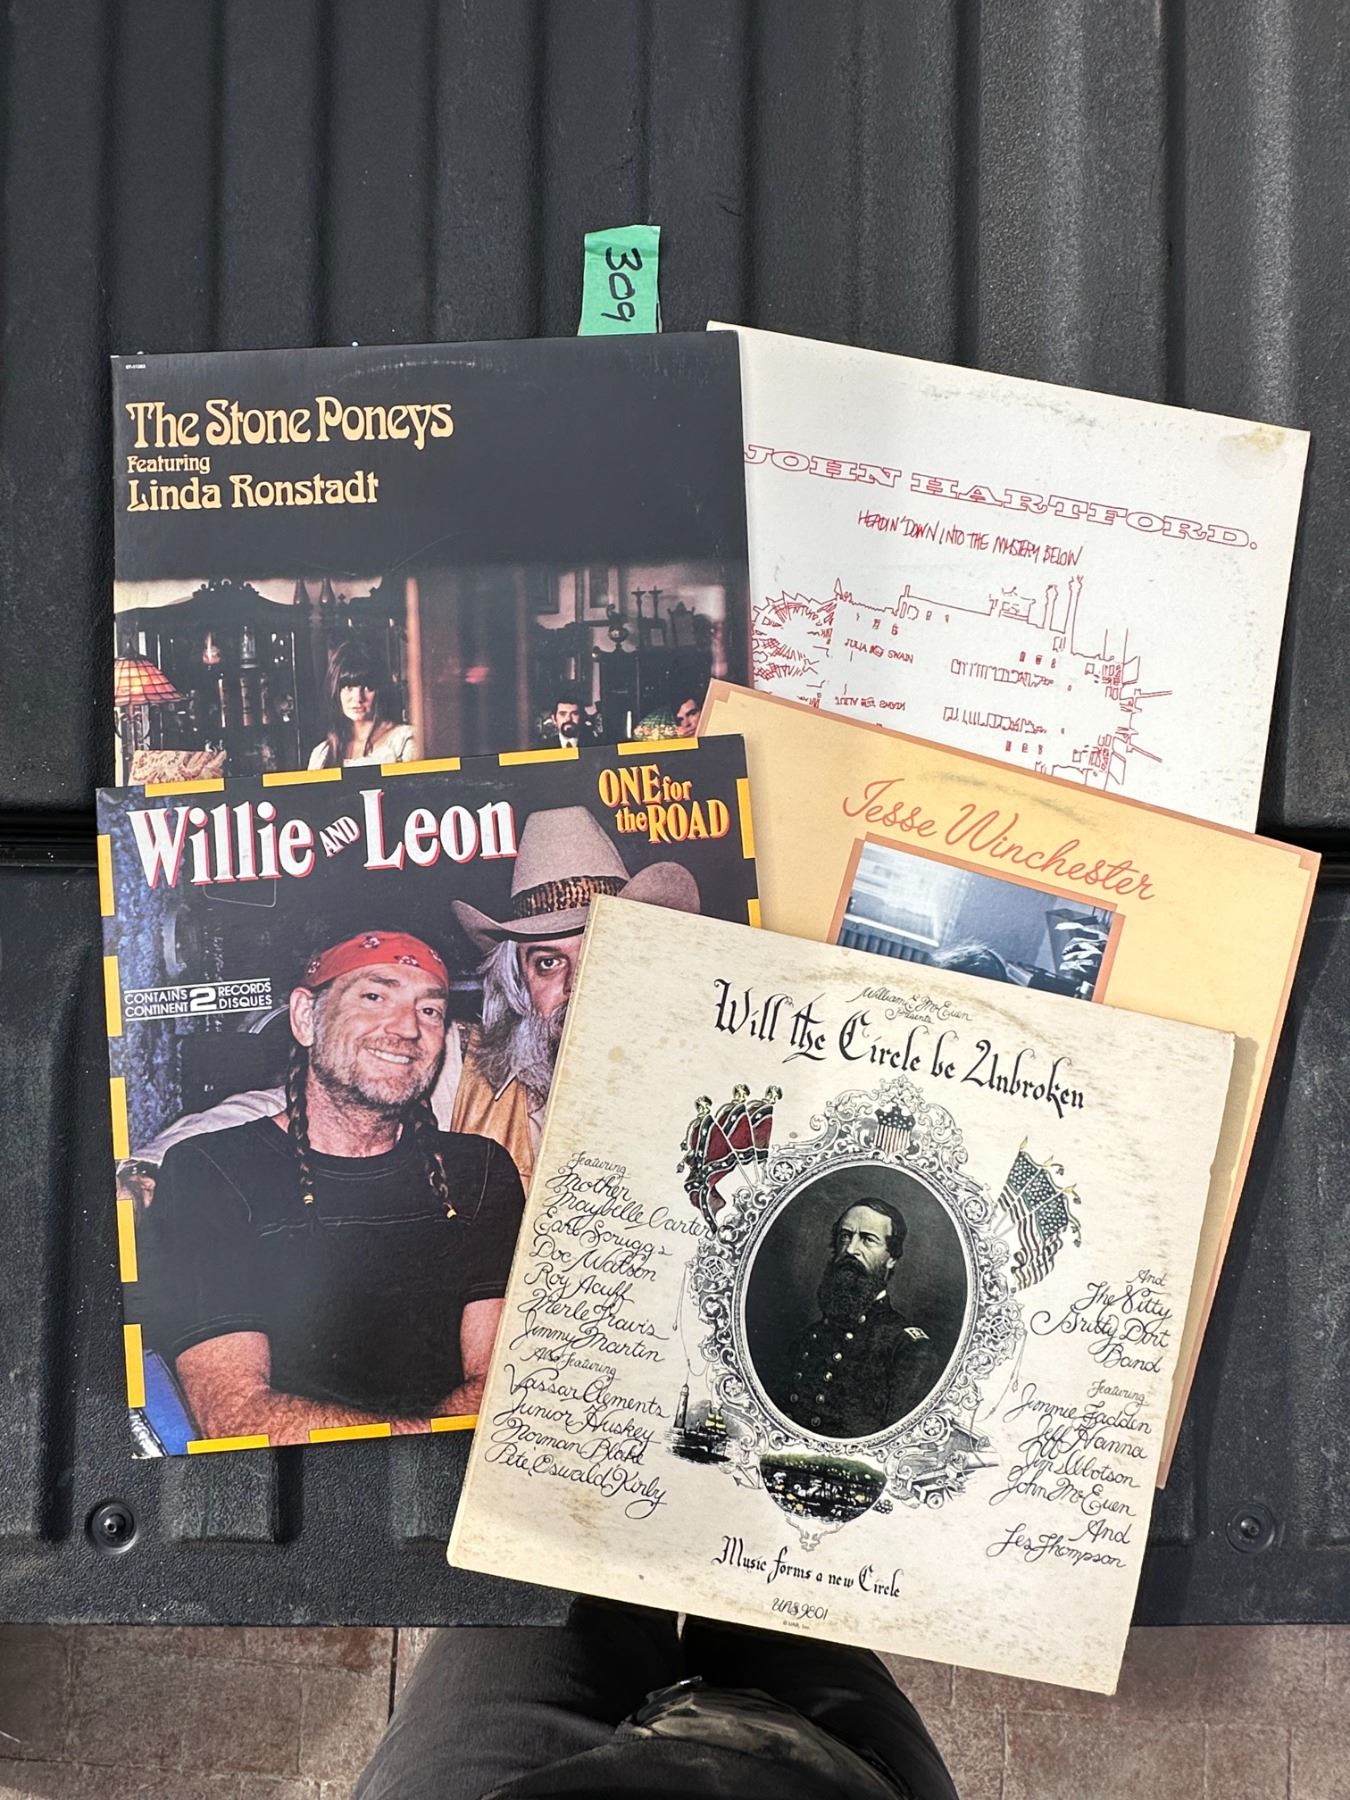 309
The Stone Poneys
Featuring
Linda Ronstadt
JOHN HARTFORD.
HEADIN' DOWN INTO THE MYSTERY BELOW
JULIA BELLE SWAIN
Willie AND Leon
ONE for
the ROAD
CONTAINS 2 RECORDS
CONTIENT 2 DISQUES
Jesse Winchester
William E. McEuen
Presents
Will the Circle be Unbroken
Featuring
Mother
Maybelle Carter
Earl Scruggs
Doc Watson
Roy Acuff
Merle Travis
Jimmy Martin
Also Featuring
Vassar Clements
Junior Huskey
Norman Blake
Pete Oswald Kirby
And
The Nitty
Gritty Dirt
Band
Featuring
Jimmie Fadden
Jeff Hanna
Jim Ibbotson
John McEuen
And
Les Thompson
Music forms a new Circle
UAS 9801